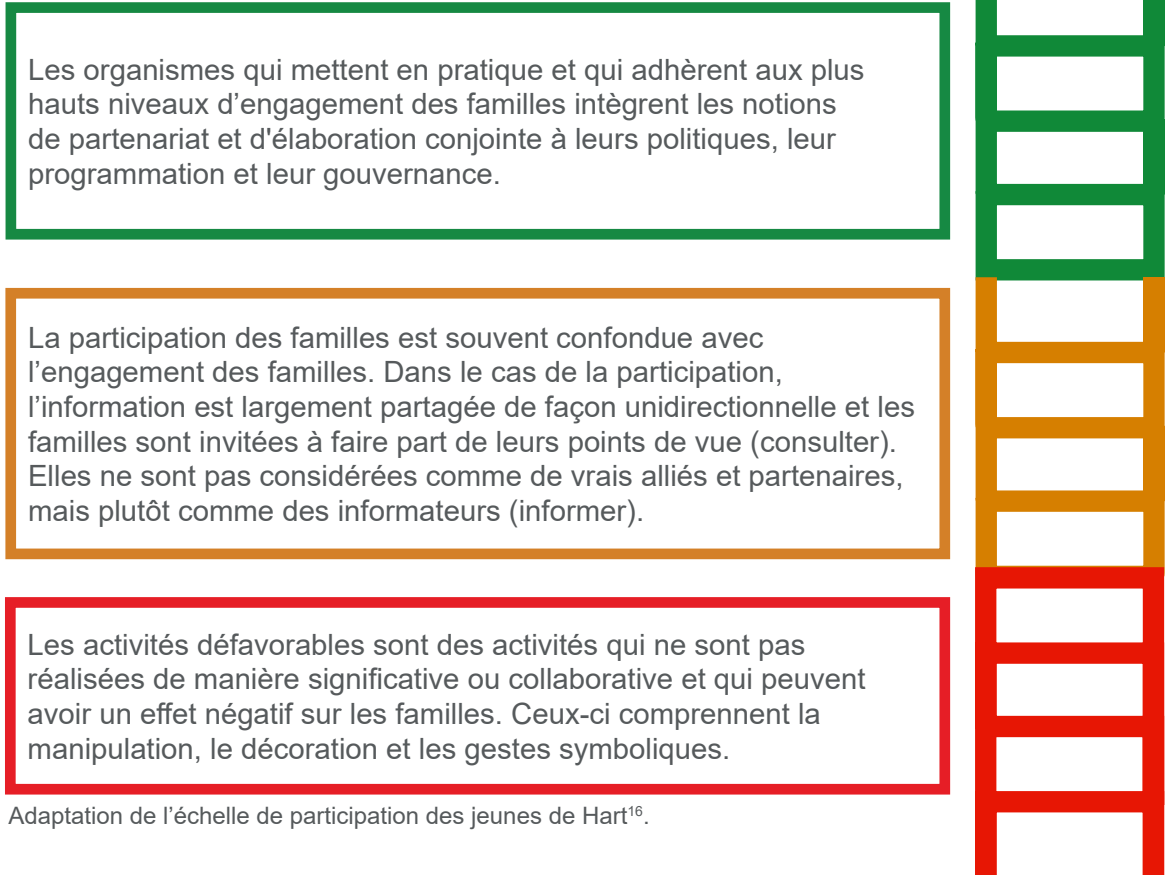 Les organismes qui mettent en pratique et qui adhèrent aux plus
hauts niveaux d’engagement des familles intègrent les notions
de partenariat et d'élaboration conjointe à leurs politiques, leur
programmation et leur gouvernance.
La participation des familles est souvent confondue avec
l’engagement des familles. Dans le cas de la participation,
l’information est largement partagée de façon unidirectionnelle et les
familles sont invitées à faire part de leurs points de vue (consulter).
Elles ne sont pas considérées comme de vrais alliés et partenaires,
mais plutôt comme des informateurs (informer).
Les activités défavorables sont des activités qui ne sont pas
réalisées de manière significative ou collaborative et qui peuvent
avoir un effet négatif sur les familles. Ceux-ci comprennent la
manipulation, le décoration et les gestes symboliques.
Adaptation de l’échelle de participation des jeunes de Hart¹⁶.